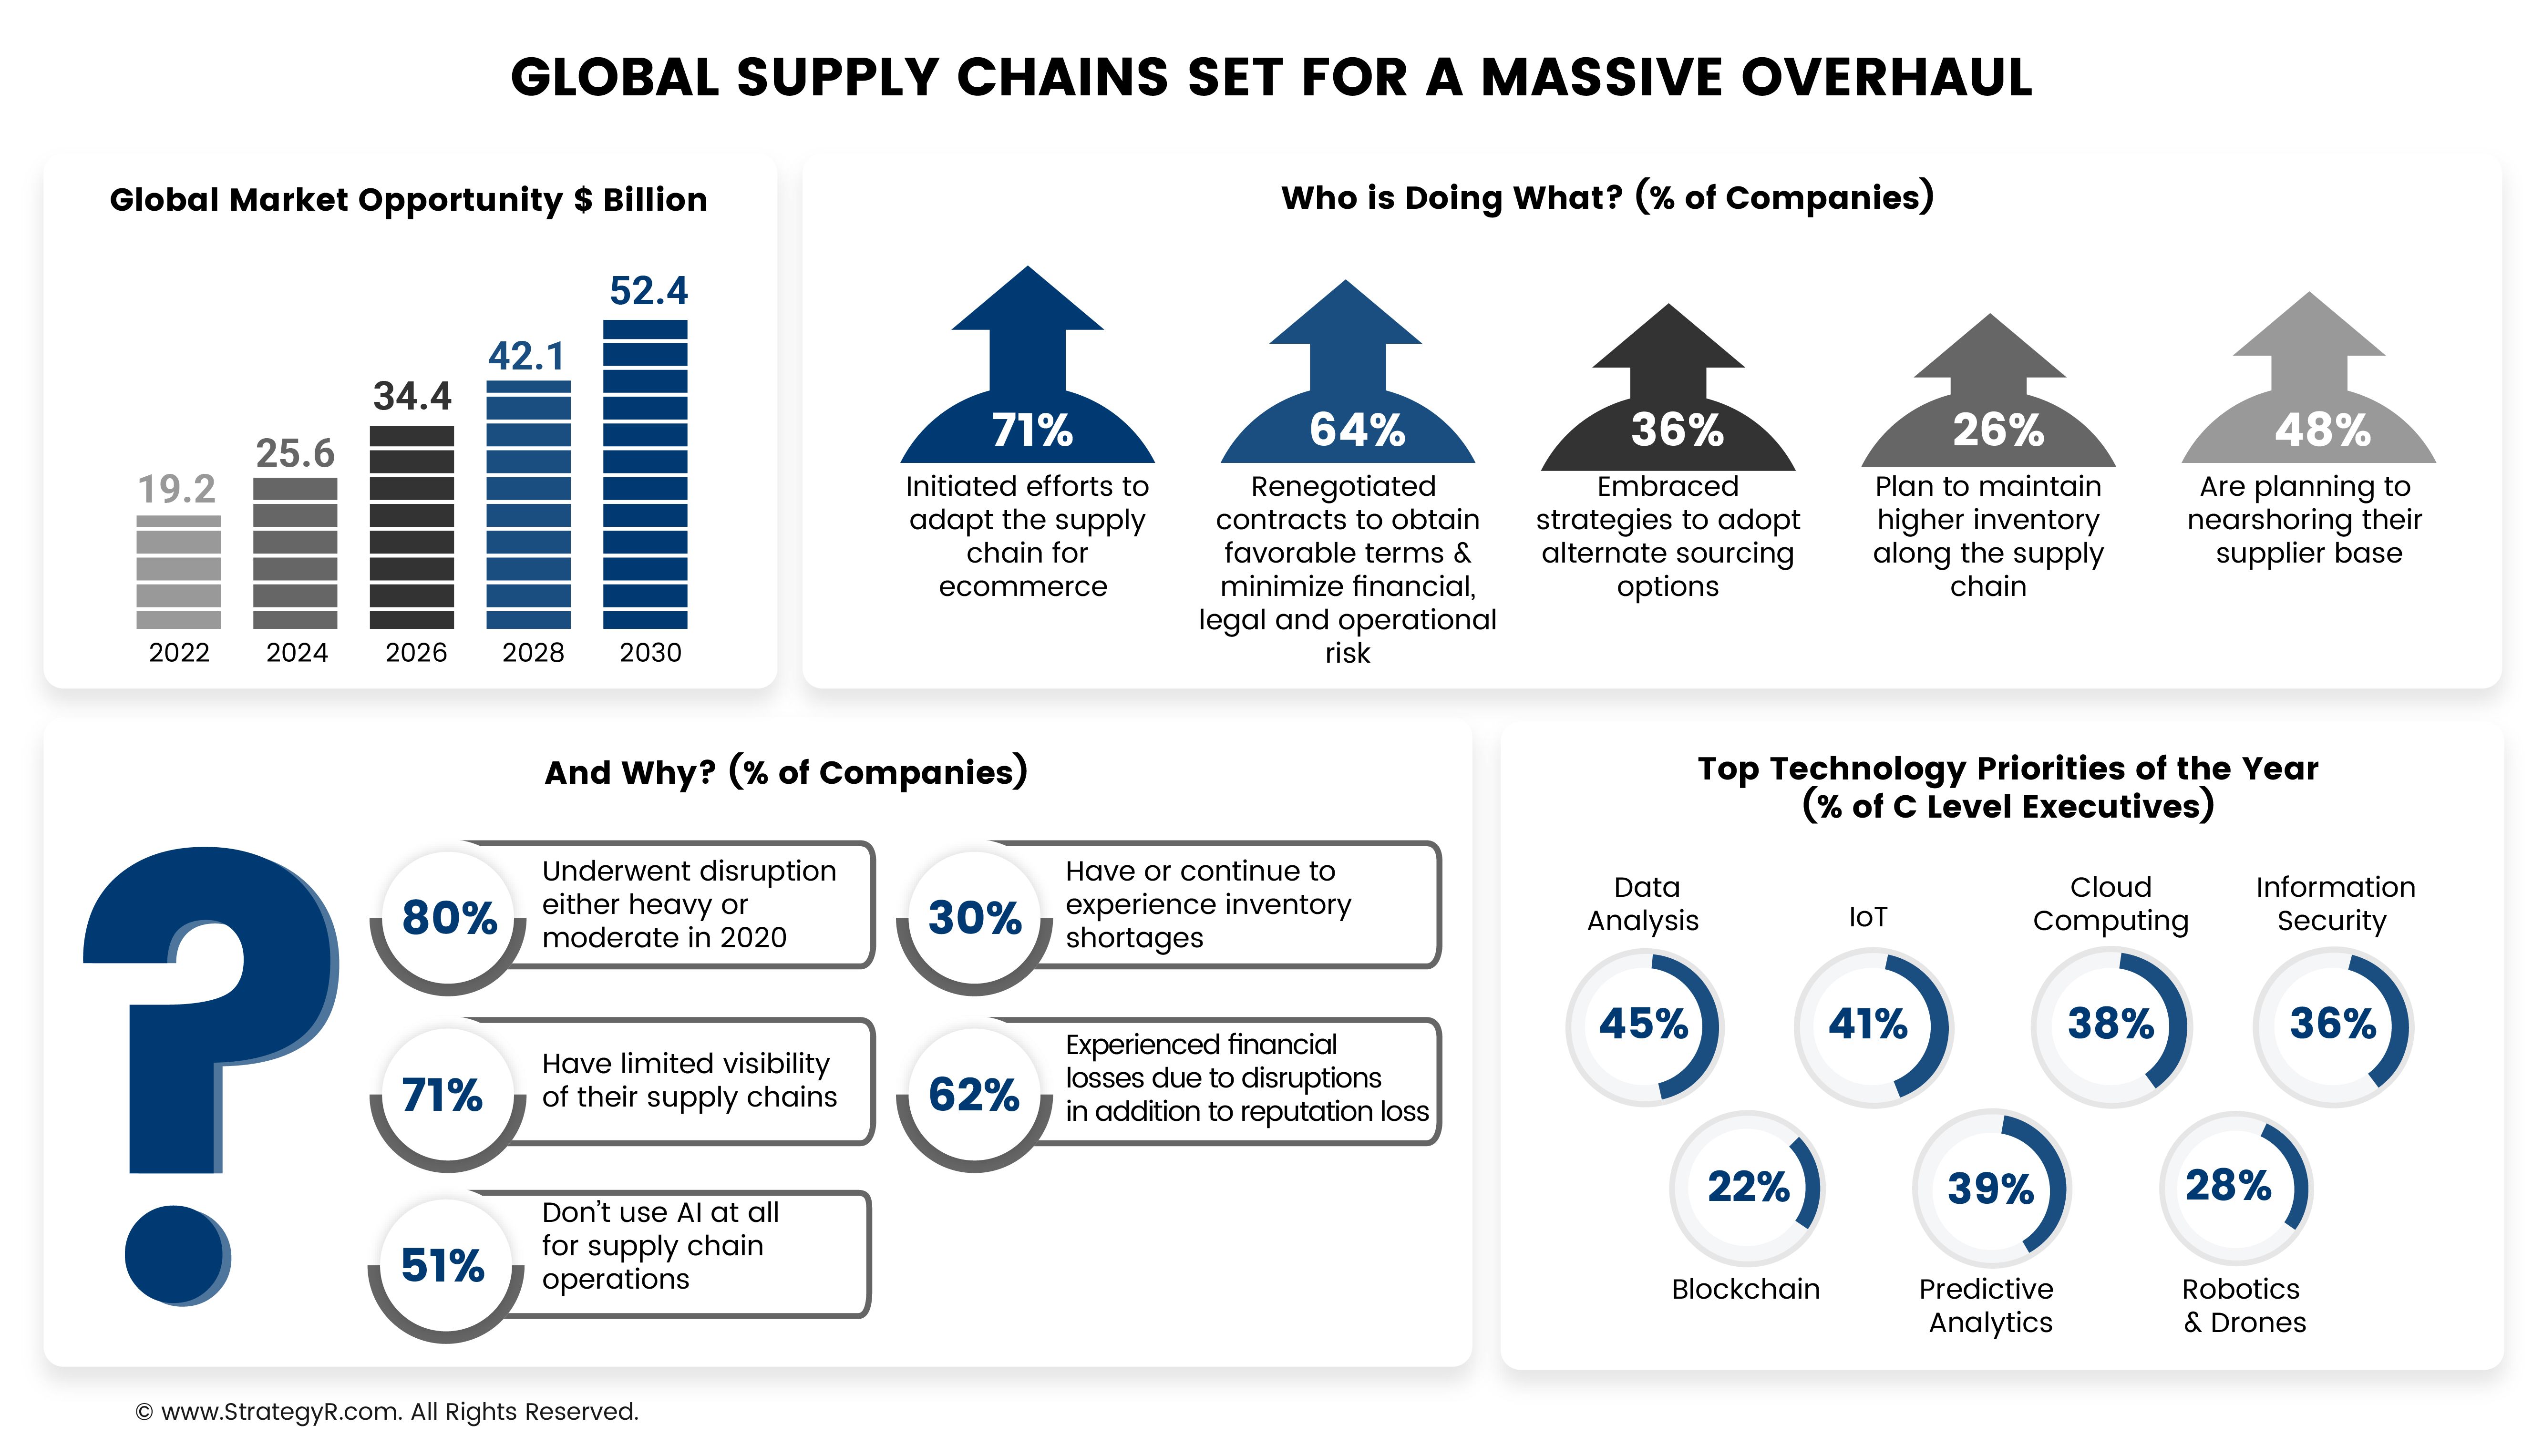 GLOBAL SUPPLY CHAINS SET FOR A MASSIVE OVERHAUL
Global Market Opportunity $ Billion
19.2
25.6
34.4
42.1
52.4
2022
2024
2026
2028
2030
Who is Doing What? (% of Companies)
71%
Initiated efforts to
adapt the supply
chain for
ecommerce
64%
Renegotiated
contracts to obtain
favorable terms &
minimize financial,
legal and operational
risk
36%
Embraced
strategies to adopt
alternate sourcing
options
26%
Plan to maintain
higher inventory
along the supply
chain
48%
Are planning to
nearshoring their
supplier base
And Why? (% of Companies)
?
80%
Underwent disruption
either heavy or
moderate in 2020
30%
Have or continue to
experience inventory
shortages
71%
Have limited visibility
of their supply chains
62%
Experienced financial
losses due to disruptions
in addition to reputation loss
51%
Don’t use AI at all
for supply chain
operations
Top Technology Priorities of the Year
(% of C Level Executives)
Data
Analysis
45%
IoT
41%
Cloud
Computing
38%
Information
Security
36%
22%
Blockchain
39%
Predictive
Analytics
28%
Robotics
& Drones
© www.StrategyR.com. All Rights Reserved.